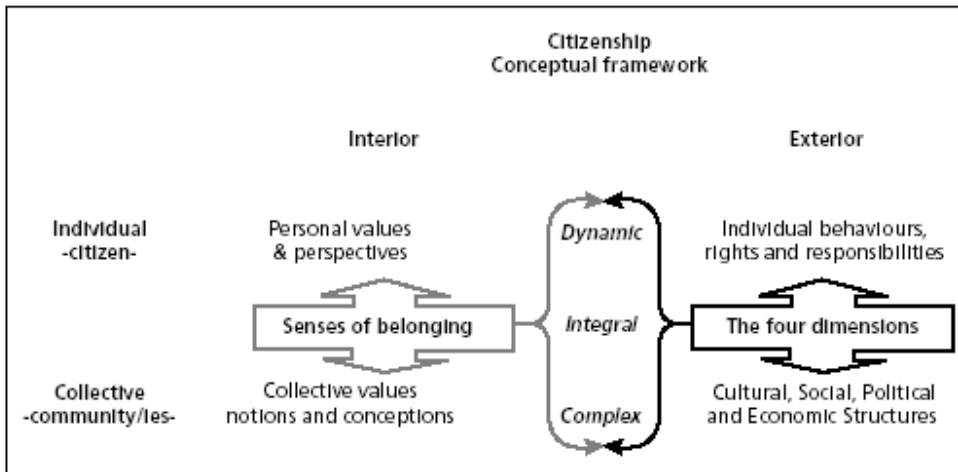 Citizenship
Conceptual framework
Interior
Exterior
Individual
-citizen-
Personal values
& perspectives
Dynamic
Individual behaviours,
rights and responsibilities
Senses of belonging
Integral
The four dimensions
Collective
-community/ies-
Collective values
notions and conceptions
Complex
Cultural, Social, Political
and Economic Structures